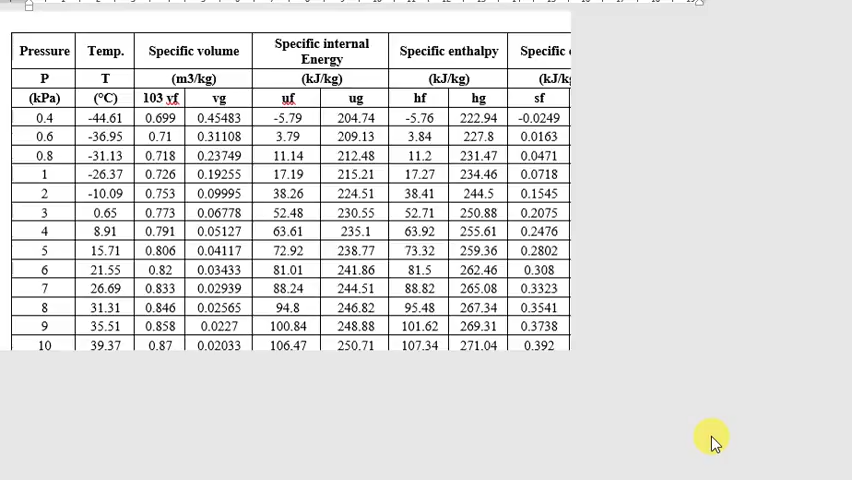 Pressure Temp. Specific volume Specific internal Energy Specific enthalpy Specific
P T (m3/kg) (kJ/kg) (kJ/kg) (kJ/kg
(kPa) (°C) 103 vf vg uf ug hf hg sf
0.4 -44.61 0.699 0.45483 -5.79 204.74 -5.76 222.94 -0.0249
0.6 -36.95 0.71 0.31108 3.79 209.13 3.84 227.8 0.0163
0.8 -31.13 0.718 0.23749 11.14 212.48 11.2 231.47 0.0471
1 -26.37 0.726 0.19255 17.19 215.21 17.27 234.46 0.0718
2 -10.09 0.753 0.09995 38.26 224.51 38.41 244.5 0.1545
3 0.65 0.773 0.06778 52.48 230.55 52.71 250.88 0.2075
4 8.91 0.791 0.05127 63.61 235.1 63.92 255.61 0.2476
5 15.71 0.806 0.04117 72.92 238.77 73.32 259.36 0.2802
6 21.55 0.82 0.03433 81.01 241.86 81.5 262.46 0.308
7 26.69 0.833 0.02939 88.24 244.51 88.82 265.08 0.3323
8 31.31 0.846 0.02565 94.8 246.82 95.48 267.34 0.3541
9 35.51 0.858 0.0227 100.84 248.88 101.62 269.31 0.3738
10 39.37 0.87 0.02033 106.47 250.71 107.34 271.04 0.392